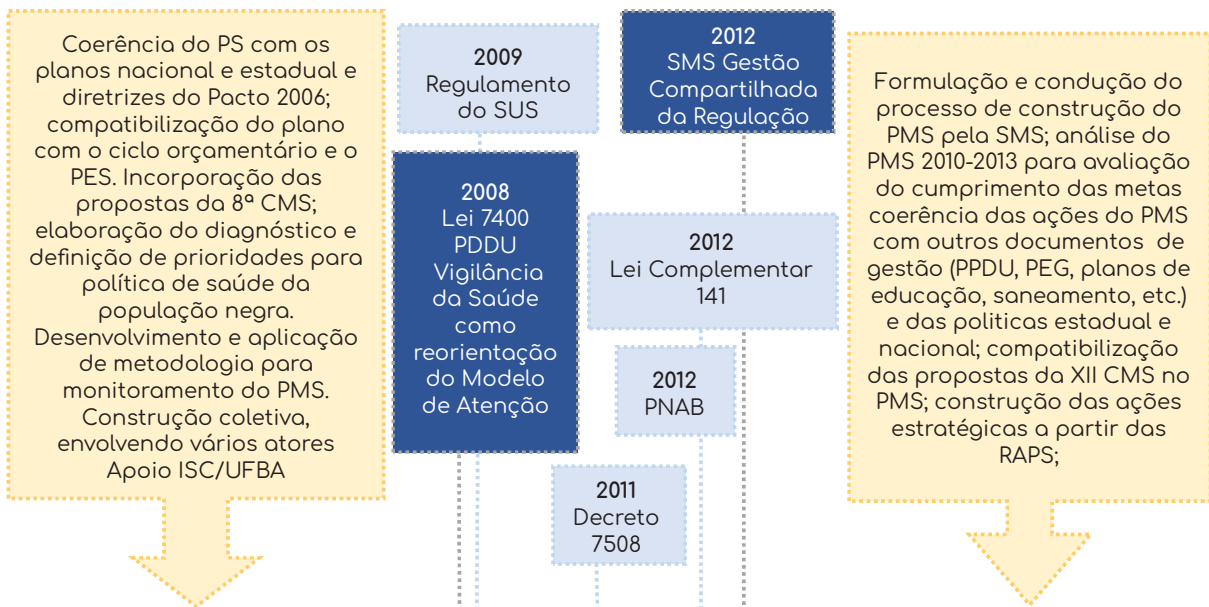 Coerência do PS com os
planos nacional e estadual e
diretrizes do Pacto 2006;
compatibilização do plano
com o ciclo orçamentário e o
PES. Incorporação das
propostas da 8ª CMS;
elaboração do diagnóstico e
definição de prioridades para
política de saúde da
população negra.
Desenvolvimento e aplicação
de metodologia para
monitoramento do PMS.
Construção coletiva,
envolvendo vários atores
Apoio ISC/UFBA
2009
Regulamento
do SUS
2008
Lei 7400
PDDU
Vigilância
da Saúde
como
reorientação
do Modelo
de Atenção
2012
SMS Gestão
Compartilhada
da Regulação
2012
Lei Complementar
141
2012
PNAB
2011
Decreto
7508
Formulação e condução do
processo de construção do
PMS pela SMS; análise do
PMS 2010-2013 para avaliação
do cumprimento das metas
coerência das ações do PMS
com outros documentos de
gestão (PPDU, PEG, planos de
educação, saneamento, etc.)
e das politicas estadual e
nacional; compatibilização
das propostas da XII CMS no
PMS; construção das ações
estratégicas a partir das
RAPS;